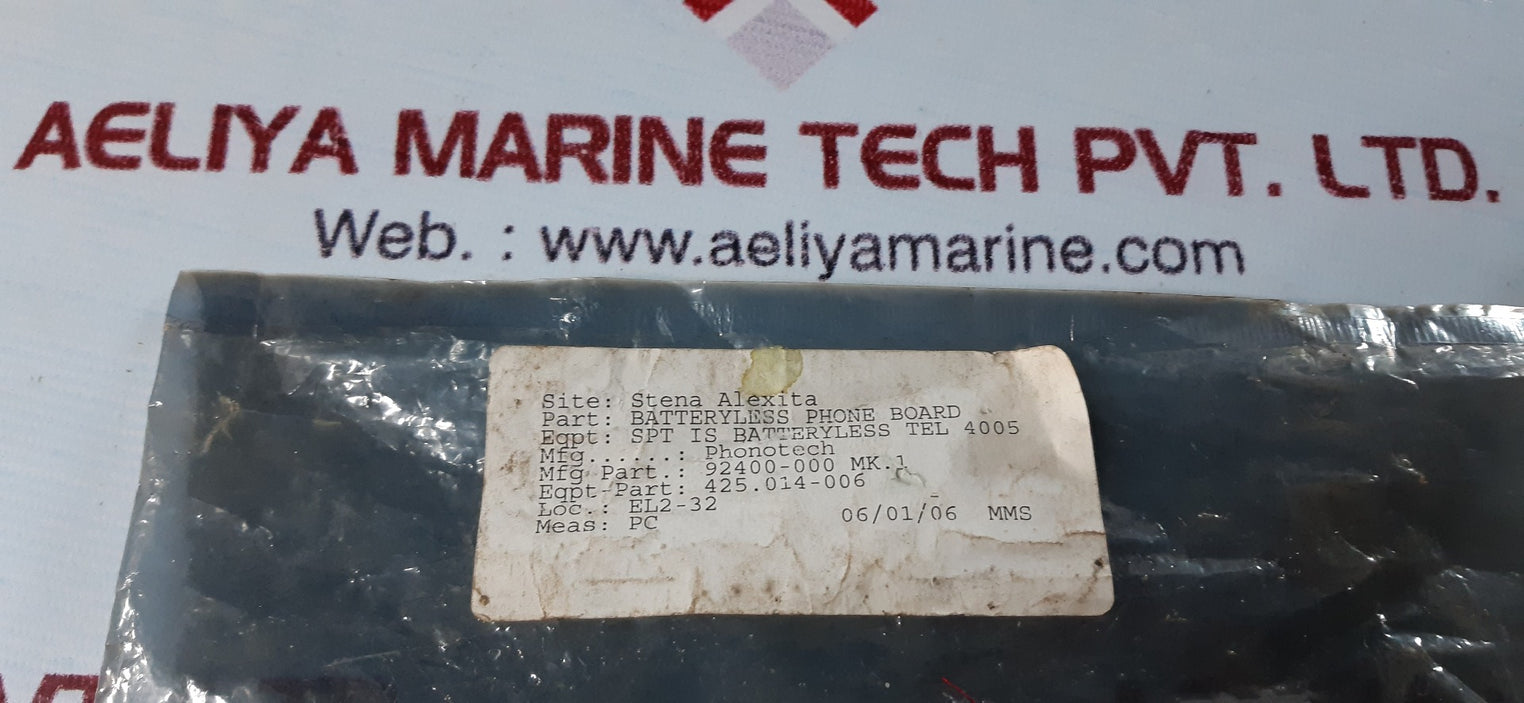 AELIYA MARINE TECH PVT. LTD.
Web. : www.aeliyamarine.com
Site: Stena Alexita
Part: BATTERYLESS PHONE BOARD
Eqpt: SPT IS BATTERYLESS TEL 4005
Mfg......: Phonotech
Mfg Part.: 92400-000 MK.1
Eqpt-Part: 425.014-006
Loc.: EL2-32
Meas: PC 06/01/06 MMS